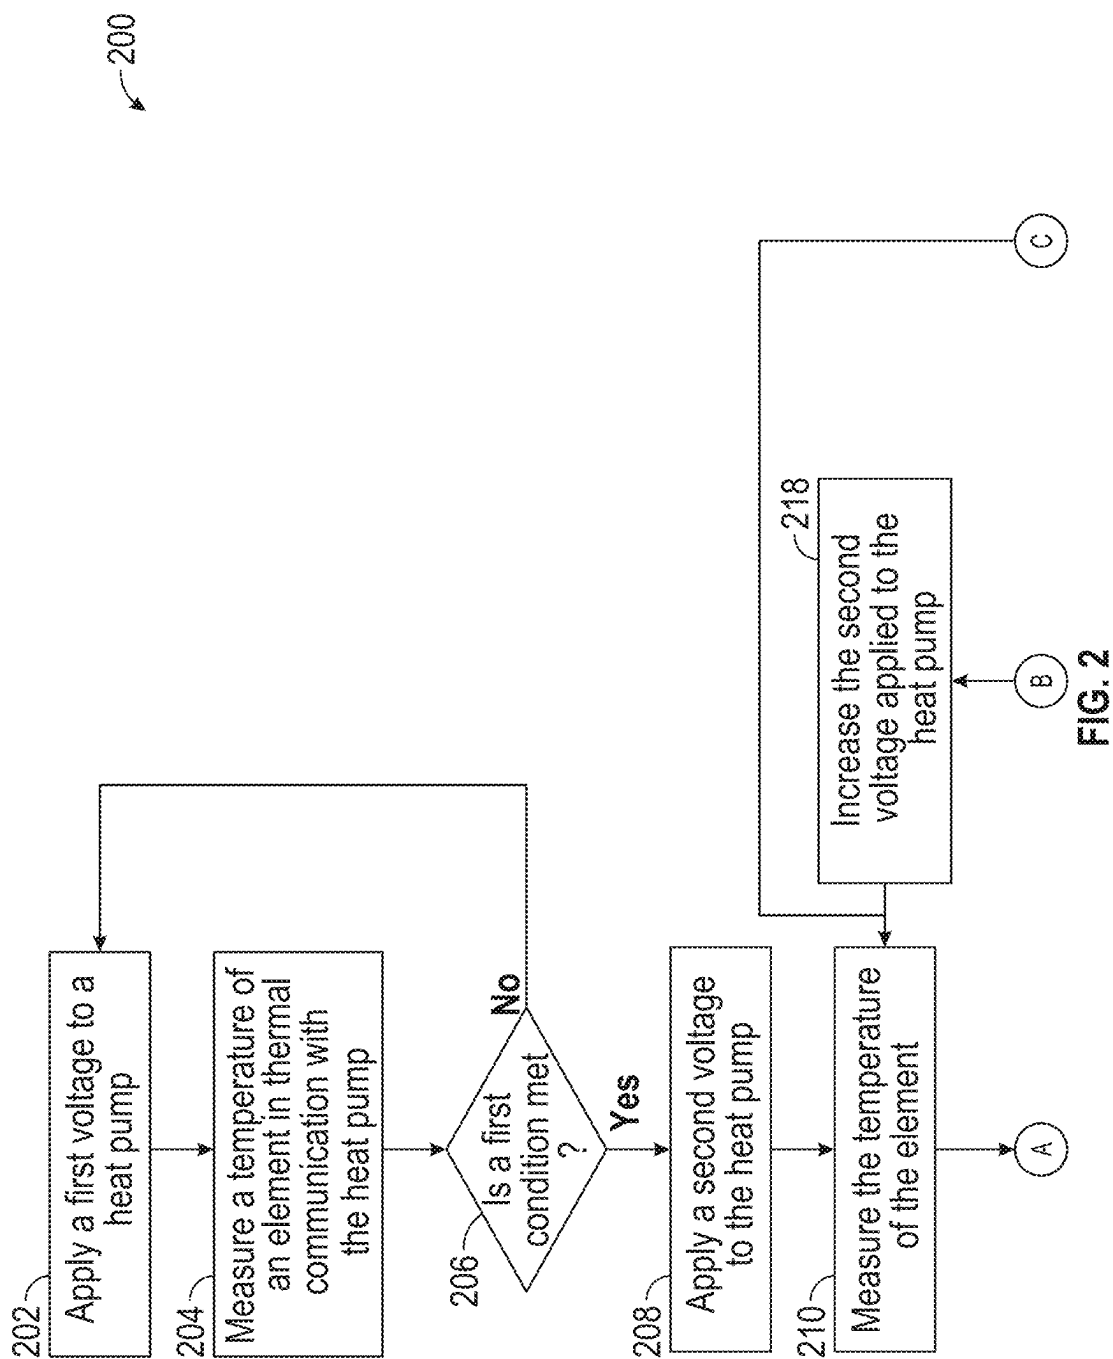 200
202
Apply a first voltage to a
heat pump
204
Measure a temperature of
an element in thermal
communication with
the heat pump
206
Is a first
condition met
?
No
Yes
208
Apply a second voltage
to the heat pump
210
Measure the temperature
of the element
218
Increase the second
voltage applied to the
heat pump
A
B
C
FIG. 2